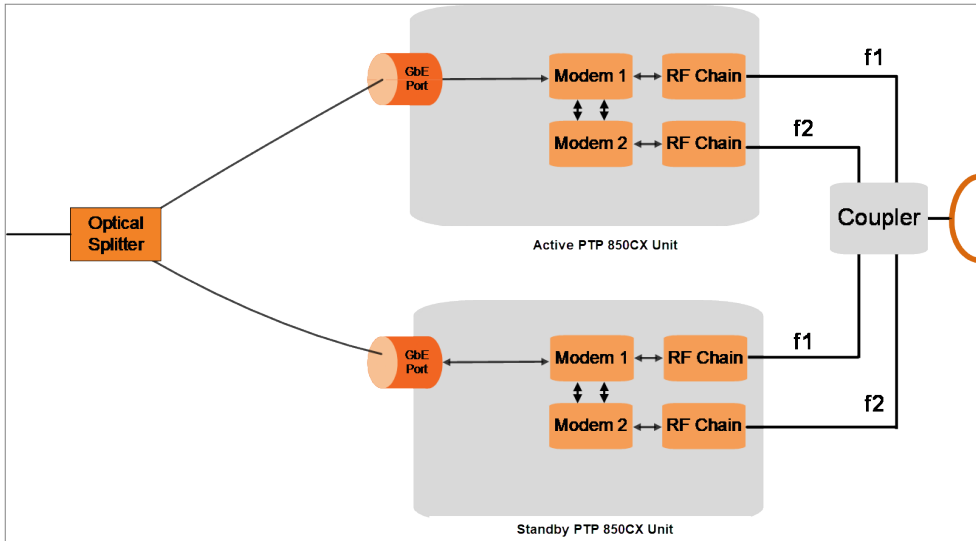 GbE
Port
Modem 1
RF Chain
f1
Modem 2
RF Chain
f2
Optical
Splitter
Coupler
Active PTP 850CX Unit
GbE
Port
Modem 1
RF Chain
f1
Modem 2
RF Chain
f2
Standby PTP 850CX Unit